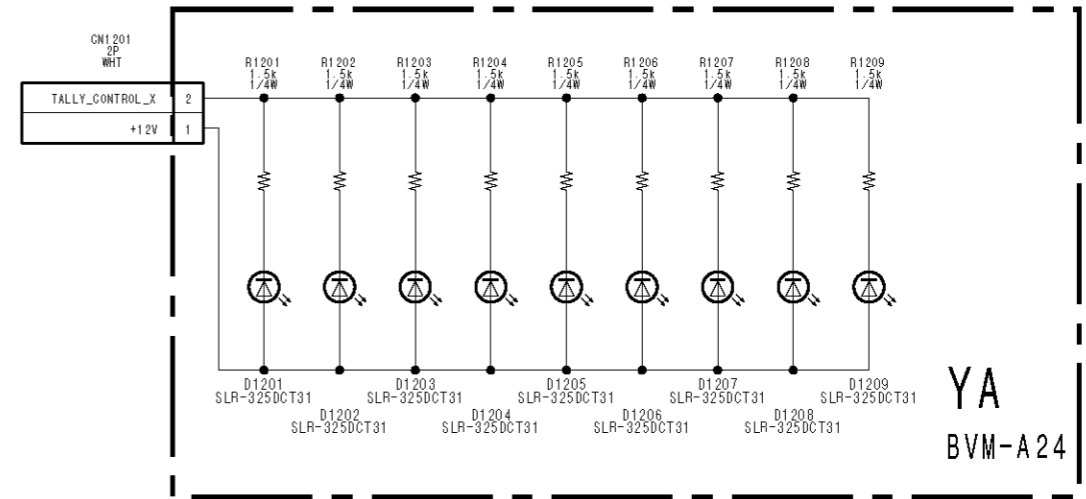 CN1201
2P
WHT
TALLY_CONTROL_X 2
+12V 1
R1201
1.5k
1/4W
R1202
1.5k
1/4W
R1203
1.5k
1/4W
R1204
1.5k
1/4W
R1205
1.5k
1/4W
R1206
1.5k
1/4W
R1207
1.5k
1/4W
R1208
1.5k
1/4W
R1209
1.5k
1/4W
D1201
SLR-325DCT31
D1202
SLR-325DCT31
D1203
SLR-325DCT31
D1204
SLR-325DCT31
D1205
SLR-325DCT31
D1206
SLR-325DCT31
D1207
SLR-325DCT31
D1208
SLR-325DCT31
D1209
SLR-325DCT31
YA
BVM-A24